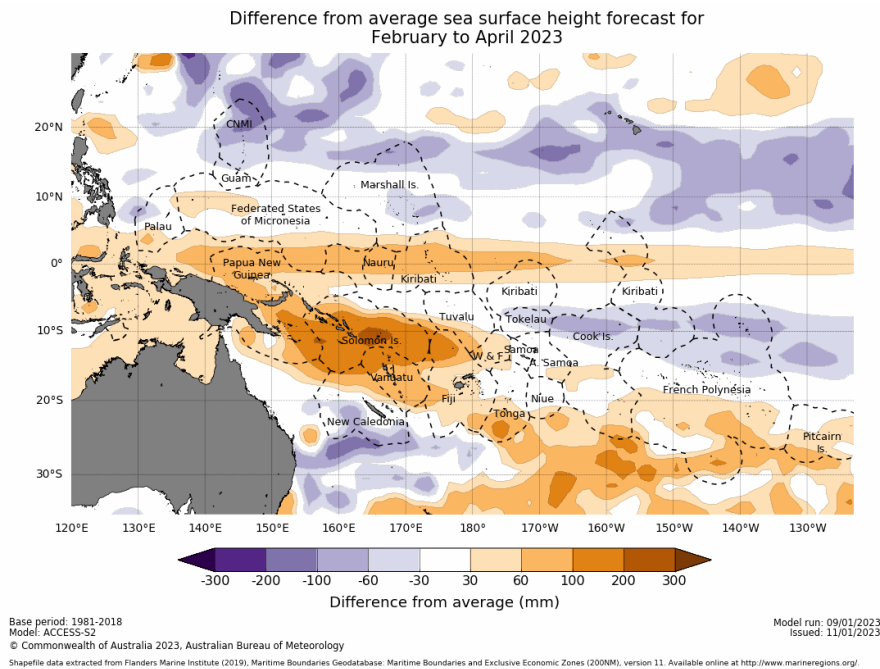 Difference from average sea surface height forecast for
February to April 2023
20°N
10°N
0°
10°S
20°S
30°S
CNMI
Guam
Marshall Is.
Federated States
of Micronesia
Palau
Papua New
Guinea
Nauru
Kiribati
Kiribati
Kiribati
Tuvalu
Tokelau
Solomon Is.
Cook Is.
W & F
Samoa
A. Samoa
Vanuatu
Fiji
Niue
French Polynesia
Tonga
New Caledonia
Pitcairn
Is.
120°E 130°E 140°E 150°E 160°E 170°E 180° 170°W 160°W 150°W 140°W 130°W
-300 -200 -100 -60 -30 30 60 100 200 300
Difference from average (mm)
Base period: 1981-2018
Model: ACCESS-S2
© Commonwealth of Australia 2023, Australian Bureau of Meteorology
Model run: 09/01/2023
Issued: 11/01/2023
Shapefile data extracted from Flanders Marine Institute (2019), Maritime Boundaries Geodatabase: Maritime Boundaries and Exclusive Economic Zones (200NM), version 11. Available online at http://www.marineregions.org/.